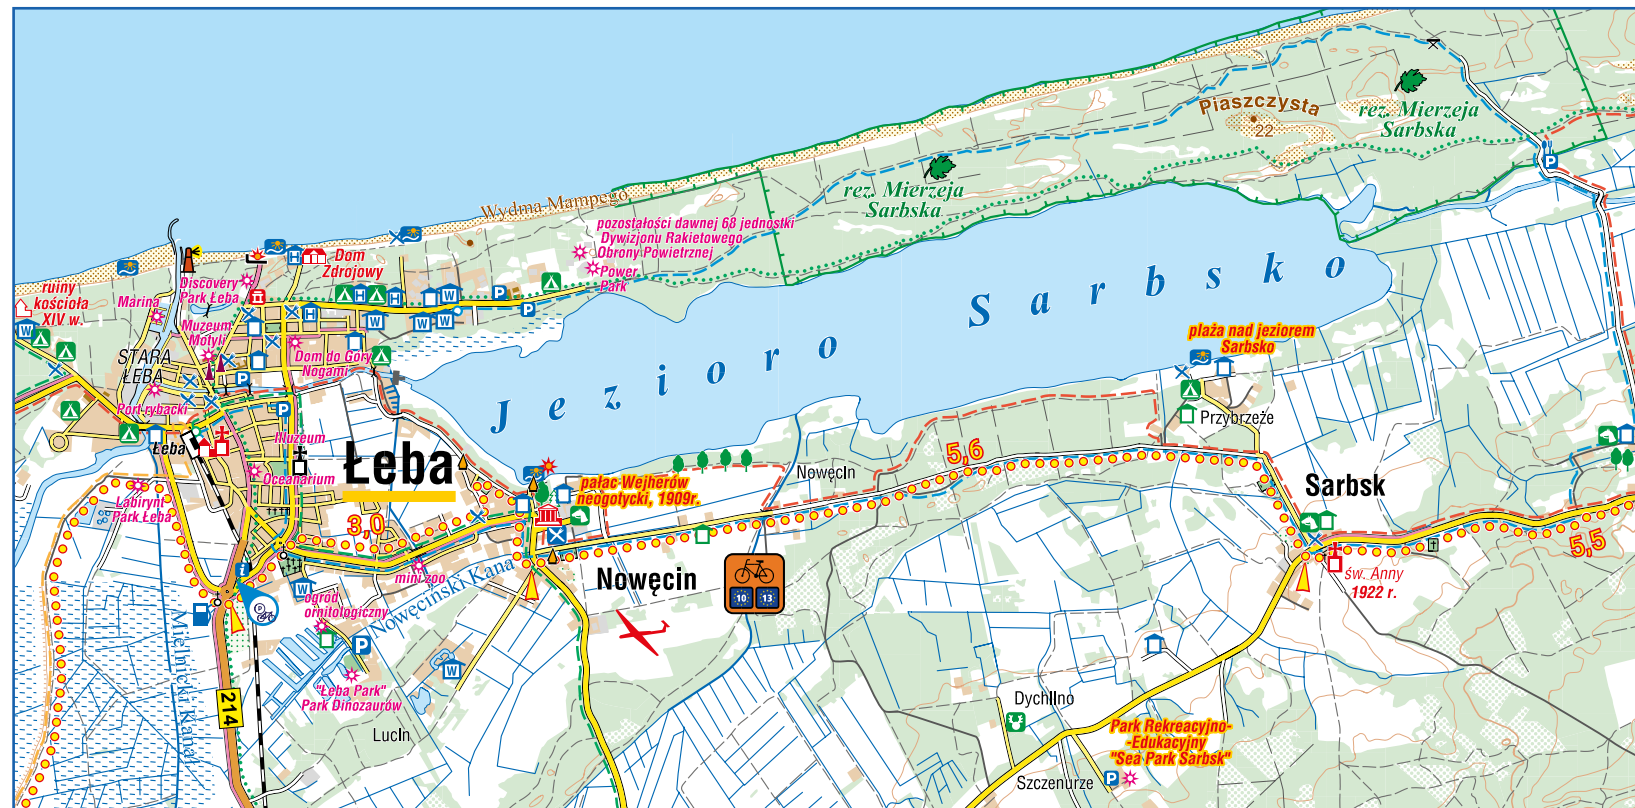 Piaszczysta
22
rez. Mierzeja
Sarbska
rez. Mierzeja
Sarbska
Wydma Mampego
pozostałości dawnej 68 jednostki
Dywizjonu Rakietowego
Obrony Powietrznej
Power
Park
Dom
Zdrojowy
H
ruiny
kościoła
XIV w.
Discovery
Park Łeba
Marina
Muzeum
Motyli
Dom do Góry
Nogami
STARA
ŁEBA
Port rybacki
Łeba
Muzeum
Oceanarium
Łeba
Labirynt
Park Łeba
3,0
Jezioro Sarbsko
plaża nad jeziorem
Sarbsko
Przybrzeże
5,6
Nowęcin
pałac Wejherów
neogotycki, 1909r.
Sarbsk
5,5
św. Anny
1922 r.
Nowęcin
10
13
mini zoo
Nowęciński Kanał
ogród
ornitologiczny
P
"Łeba Park"
Park Dinozaurów
Lucin
214
Mielnicki Kanał
W
Dychlino
Park Rekreacyjno-
-Edukacyjny
"Sea Park Sarbsk"
Szczenurze
P